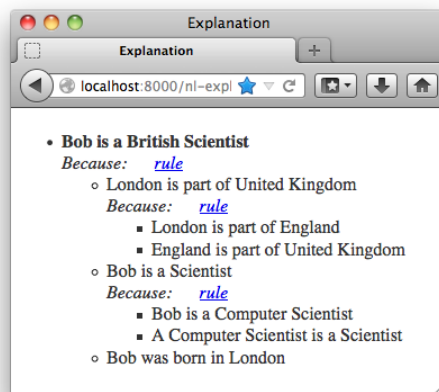 Explanation
Explanation
localhost:8000/nl-expl
Bob is a British Scientist
Because: rule
London is part of United Kingdom
Because: rule
London is part of England
England is part of United Kingdom
Bob is a Scientist
Because: rule
Bob is a Computer Scientist
A Computer Scientist is a Scientist
Bob was born in London